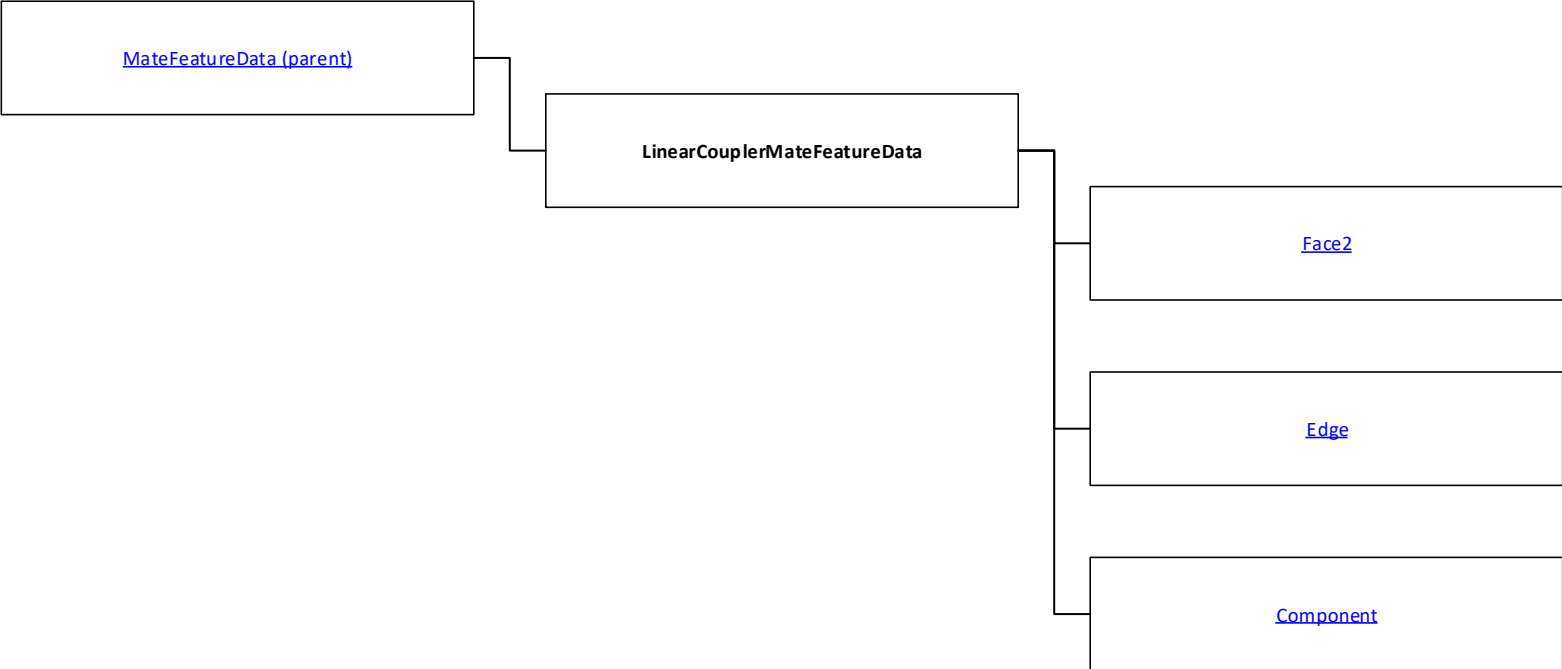 MateFeatureData (parent)
LinearCouplerMateFeatureData
Face2
Edge
Component